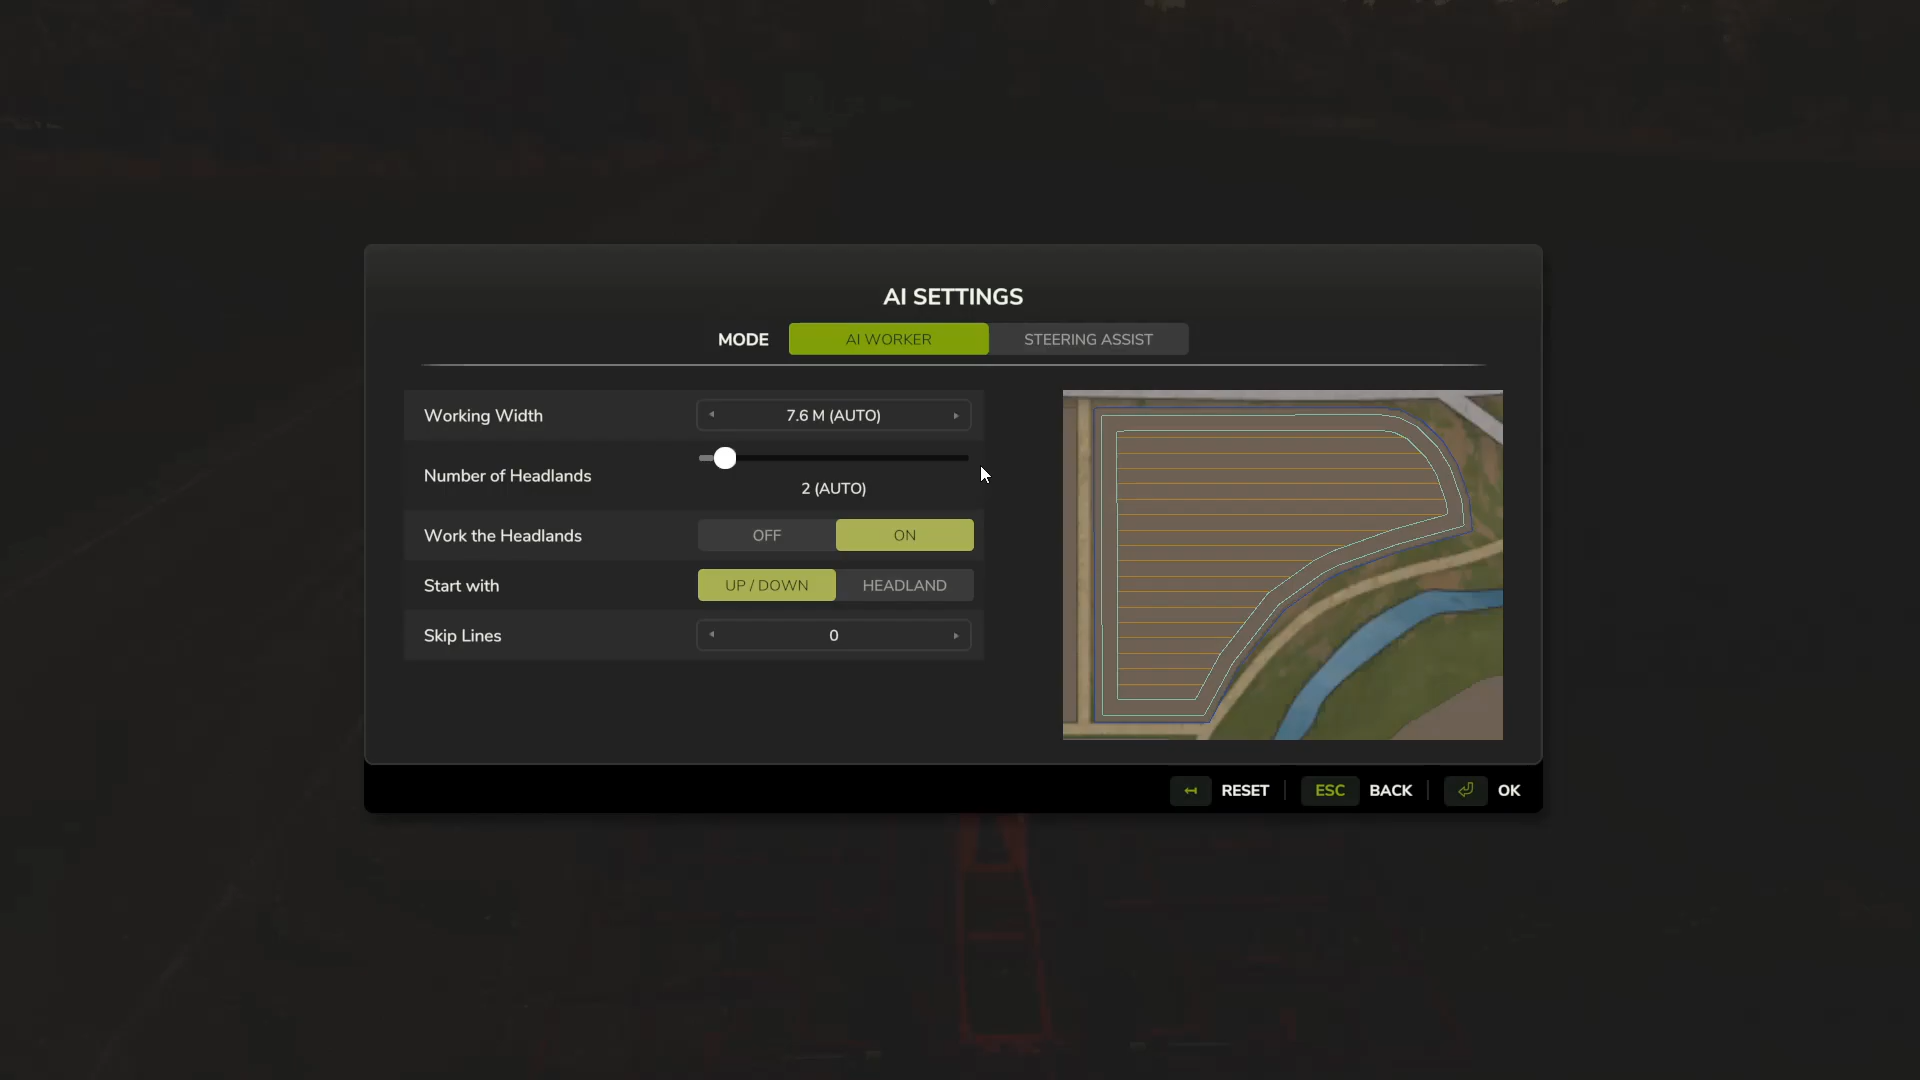 AI SETTINGS
MODE AI WORKER STEERING ASSIST
Working Width 7.6 M (AUTO)
Number of Headlands 2 (AUTO)
Work the Headlands OFF ON
Start with UP / DOWN HEADLAND
Skip Lines 0
RESET ESC BACK OK